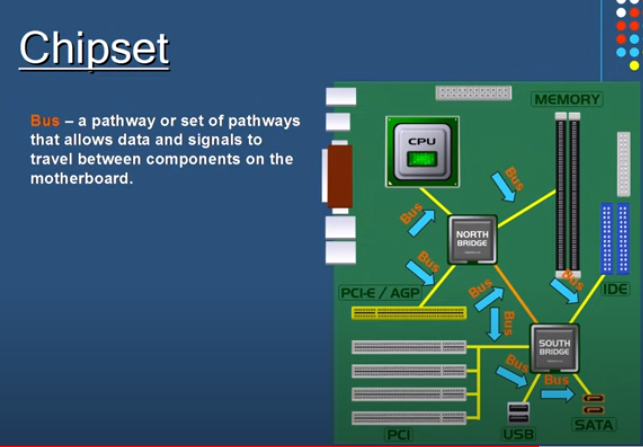 Chipset
Bus – a pathway or set of pathways
that allows data and signals to
travel between components on the
motherboard.
MEMORY
CPU
Bus
Bus
NORTH
BRIDGE
Bus
PCI-E / AGP
Bus
Bus
IDE
Bus
SOUTH
BRIDGE
Bus
Bus
PCI
USB
SATA